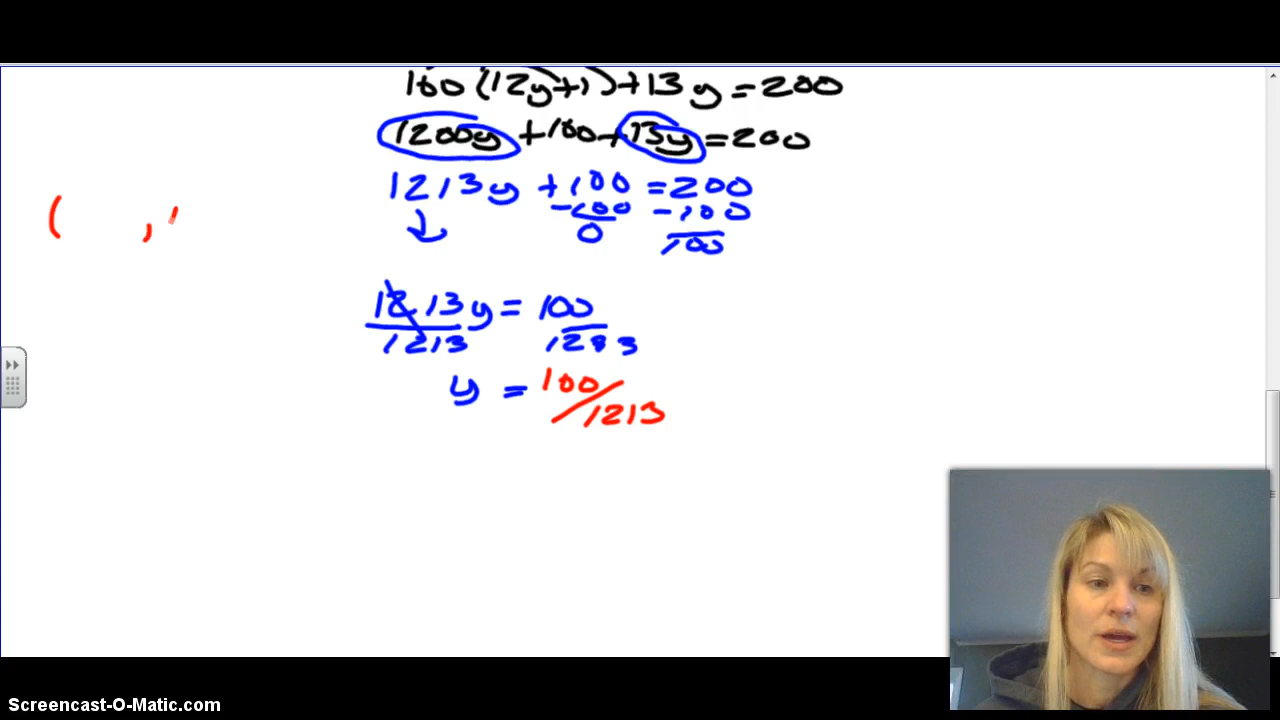 100(12y+1)+13y=200
1200y+100+13y=200
1213y+100=200
-100 -100
0 100
( ,
1213y=100
1213 1213
y=100/1213
Screencast-O-Matic.com